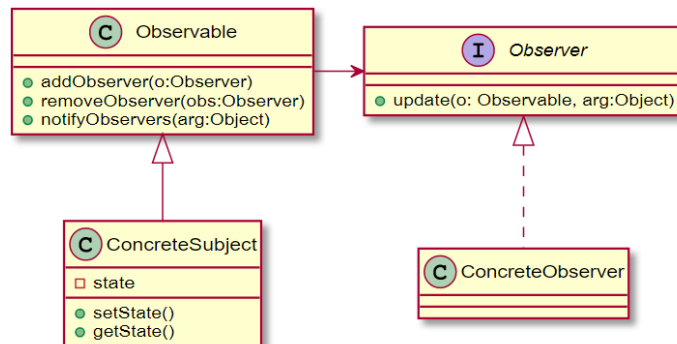 C Observable
addObserver(o:Observer)
removeObserver(obs:Observer)
notifyObservers(arg:Object)
I Observer
update(o: Observable, arg:Object)
C ConcreteSubject
state
setState()
getState()
C ConcreteObserver